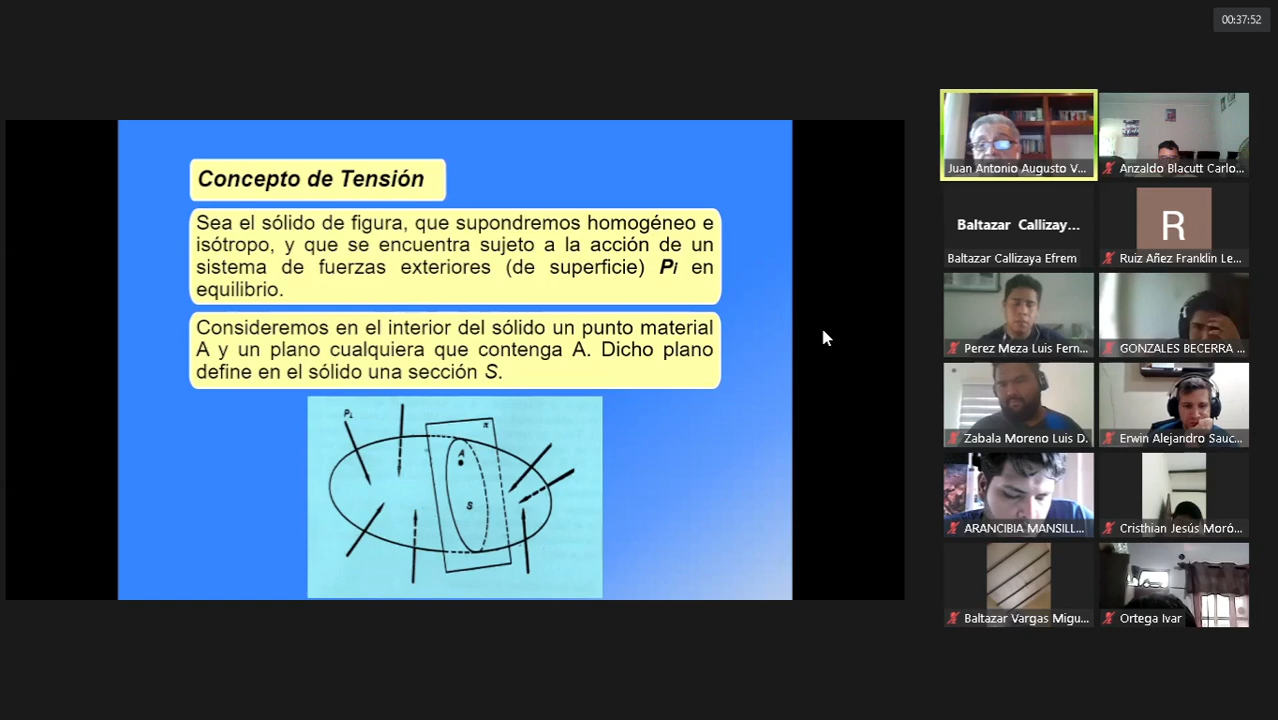 00:37:52
Concepto de Tensión
Sea el sólido de figura, que supondremos homogéneo e
isótropo, y que se encuentra sujeto a la acción de un
sistema de fuerzas exteriores (de superficie) Pi en
equilibrio.
Consideremos en el interior del sólido un punto material
A y un plano cualquiera que contenga A. Dicho plano
define en el sólido una sección S.
P₁
π
A
S
Juan Antonio Augusto V...
Anzaldo Blacutt Carlo...
Baltazar Callizay...
Baltazar Callizaya Efrem
R
Ruiz Añez Franklin Le...
Perez Meza Luis Fern...
GONZALES BECERRA ...
Zabala Moreno Luis D.
Erwin Alejandro Sauc...
ARANCIBIA MANSILL...
Cristhian Jesús Moró...
Baltazar Vargas Migu...
Ortega Ivar